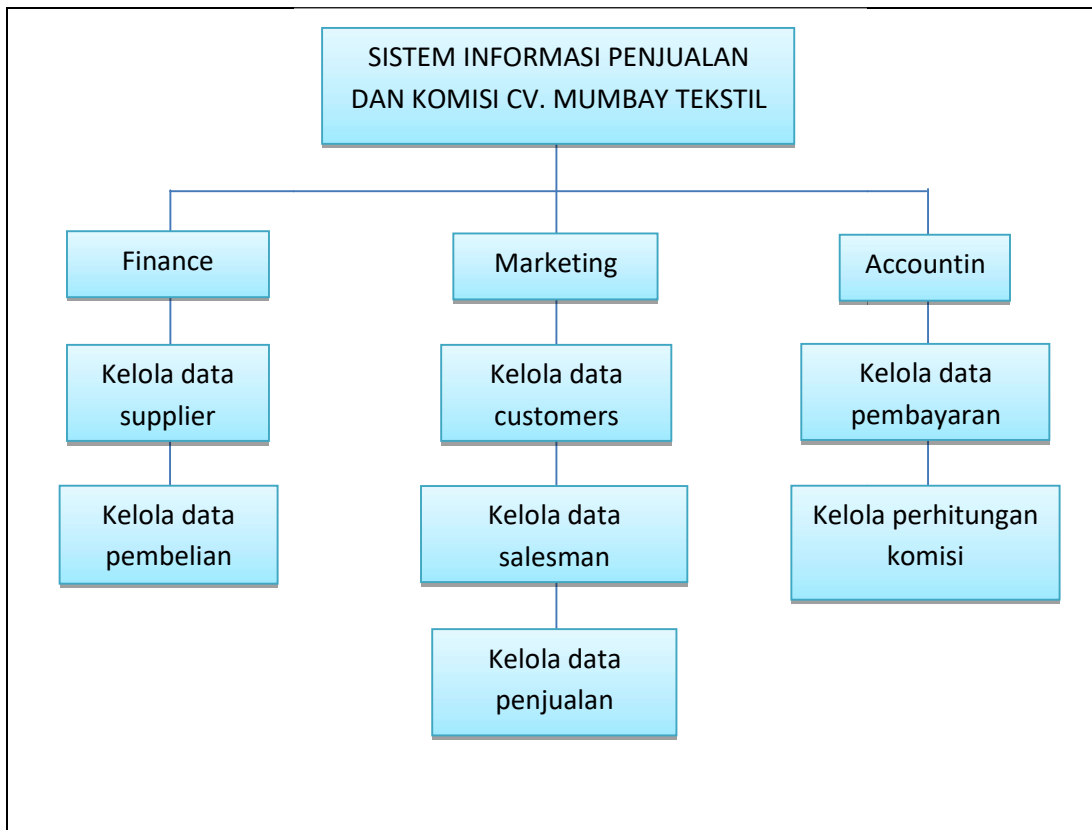 SISTEM INFORMASI PENJUALAN
DAN KOMISI CV. MUMBAY TEKSTIL
Finance
Marketing
Accountin
Kelola data
supplier
Kelola data
customers
Kelola data
pembayaran
Kelola data
pembelian
Kelola data
salesman
Kelola perhitungan
komisi
Kelola data
penjualan